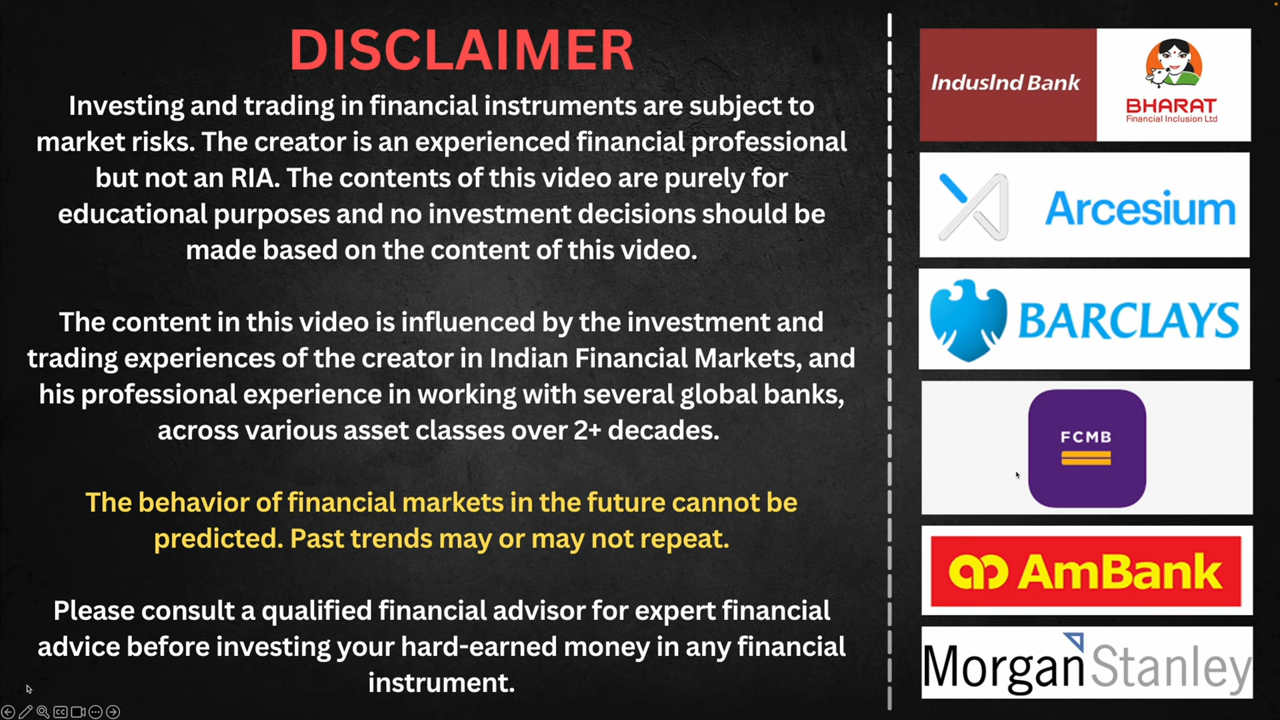 DISCLAIMER
Investing and trading in financial instruments are subject to
market risks. The creator is an experienced financial professional
but not an RIA. The contents of this video are purely for
educational purposes and no investment decisions should be
made based on the content of this video.
The content in this video is influenced by the investment and
trading experiences of the creator in Indian Financial Markets, and
his professional experience in working with several global banks,
across various asset classes over 2+ decades.
The behavior of financial markets in the future cannot be
predicted. Past trends may or may not repeat.
Please consult a qualified financial advisor for expert financial
advice before investing your hard-earned money in any financial
instrument.
IndusInd Bank
BHARAT
Financial Inclusion Ltd
Arcesium
BARCLAYS
FCMB
AmBank
Morgan Stanley
CC